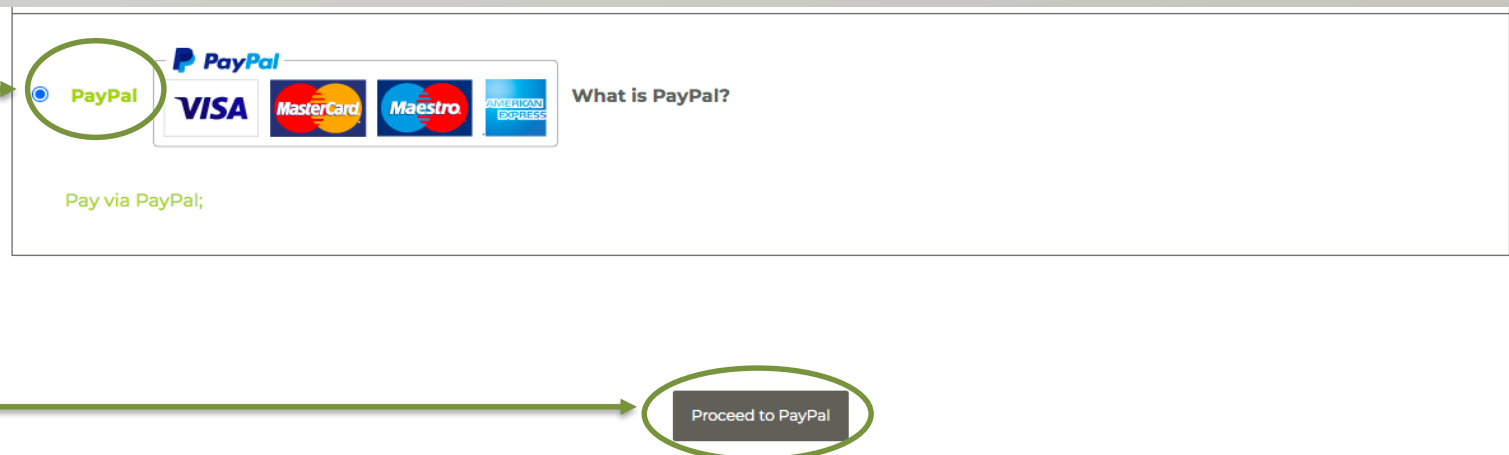 PayPal
PayPal
VISA
MasterCard
Maestro
AMERICAN
EXPRESS
What is PayPal?
Pay via PayPal;
Proceed to PayPal